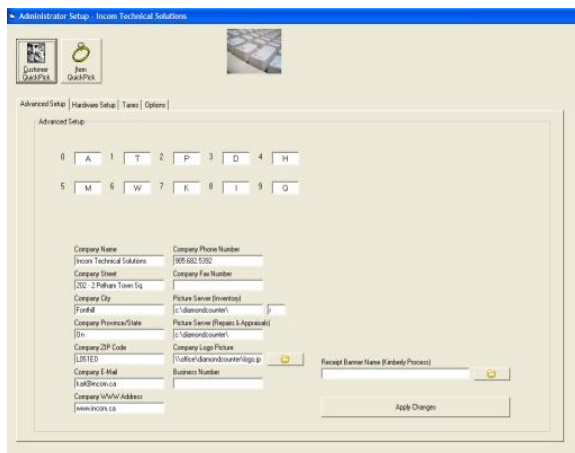 Administrator Setup - Incom Technical Solutions
Customer QuickPick
Item QuickPick
Advanced Setup Hardware Setup Taxes Options
Advanced Setup
0 A 1 T 2 P 3 D 4 H
5 M 6 W 7 K 8 I 9 Q
Company Name Company Phone Number
Incom Technical Solutions 905.682.5392
Company Street Company Fax Number
202 - 2 Pelham Town Sq.
Company City Picture Server (Inventory)
Fonthill c:\diamondcounter\
Company Province/State Picture Server (Repairs & Appraisals)
On c:\diamondcounter\
Company ZIP Code Company Logo Picture
L0S1E0 \\office\diamondcounter\logo.jp
Receipt Banner Name (Kimberly Process)
Company E-Mail Business Number
Company WWW Address
www.incom.ca
Apply Changes